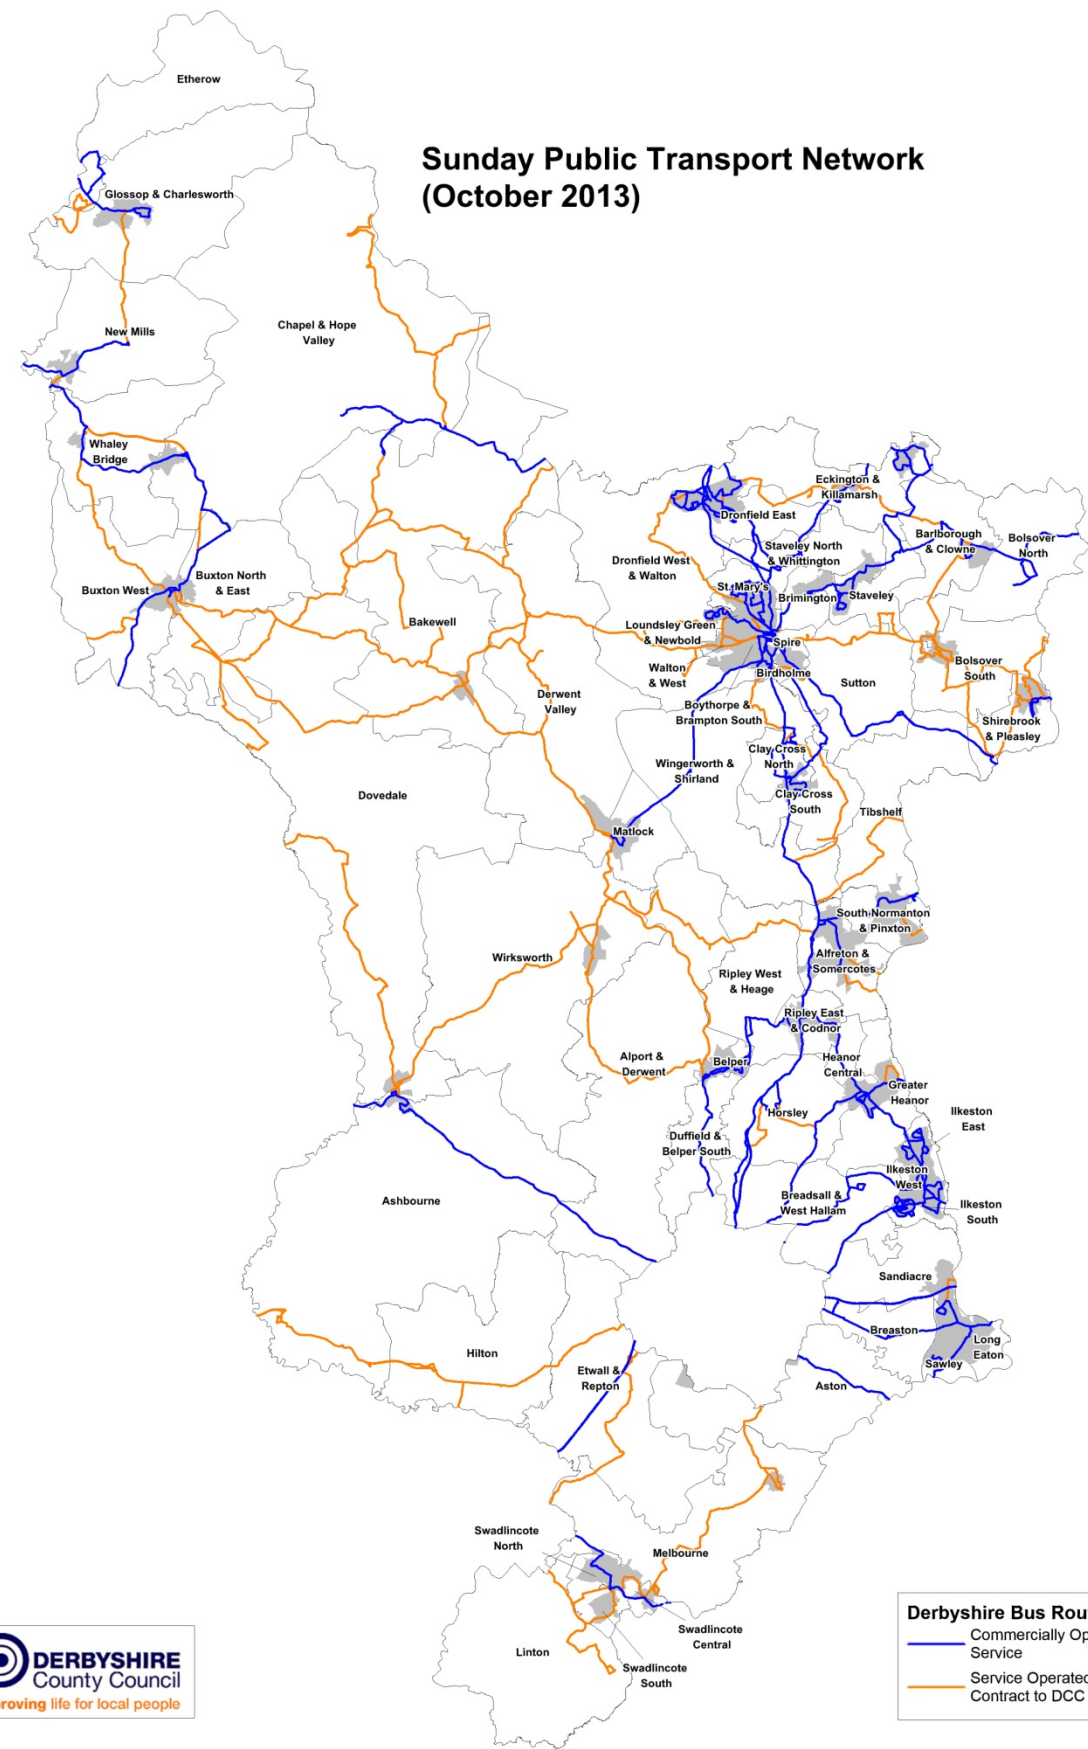 Sunday Public Transport Network
(October 2013)
Etherow
Glossop & Charlesworth
New Mills
Chapel & Hope
Valley
Whaley
Bridge
Eckington &
Killamarsh
Dronfield East
Barlborough
& Clowne
Bolsover
North
Staveley North
& Whittington
Dronfield West
& Walton
Buxton North
& East
Buxton West
St. Mary's
Brimington
Staveley
Bakewell
Loundsley Green
& Newbold
Spire
Walton
& West
Birdholme
Bolsover
South
Sutton
Derwent
Valley
Boythorpe &
Brampton South
Shirebrook
& Pleasley
Clay Cross
North
Wingerworth &
Shirland
Dovedale
Clay Cross
South
Tibshelf
Matlock
South Normanton
& Pinxton
Wirksworth
Alfreton &
Somercotes
Ripley West
& Heage
Ripley East
& Codnor
Alport &
Derwent
Belper
Heanor
Central
Greater
Heanor
Horsley
Ilkeston
East
Duffield &
Belper South
Ilkeston
West
Ashbourne
Breadsall &
West Hallam
Ilkeston
South
Sandiacre
Breaston
Long
Eaton
Hilton
Sawley
Etwall &
Repton
Aston
Swadlincote
North
Melbourne
Swadlincote
Central
Linton
Swadlincote
South
Derbyshire Bus Rou
Commercially Op
Service
Service Operated
Contract to DCC
DERBYSHIRE
County Council
roving life for local people